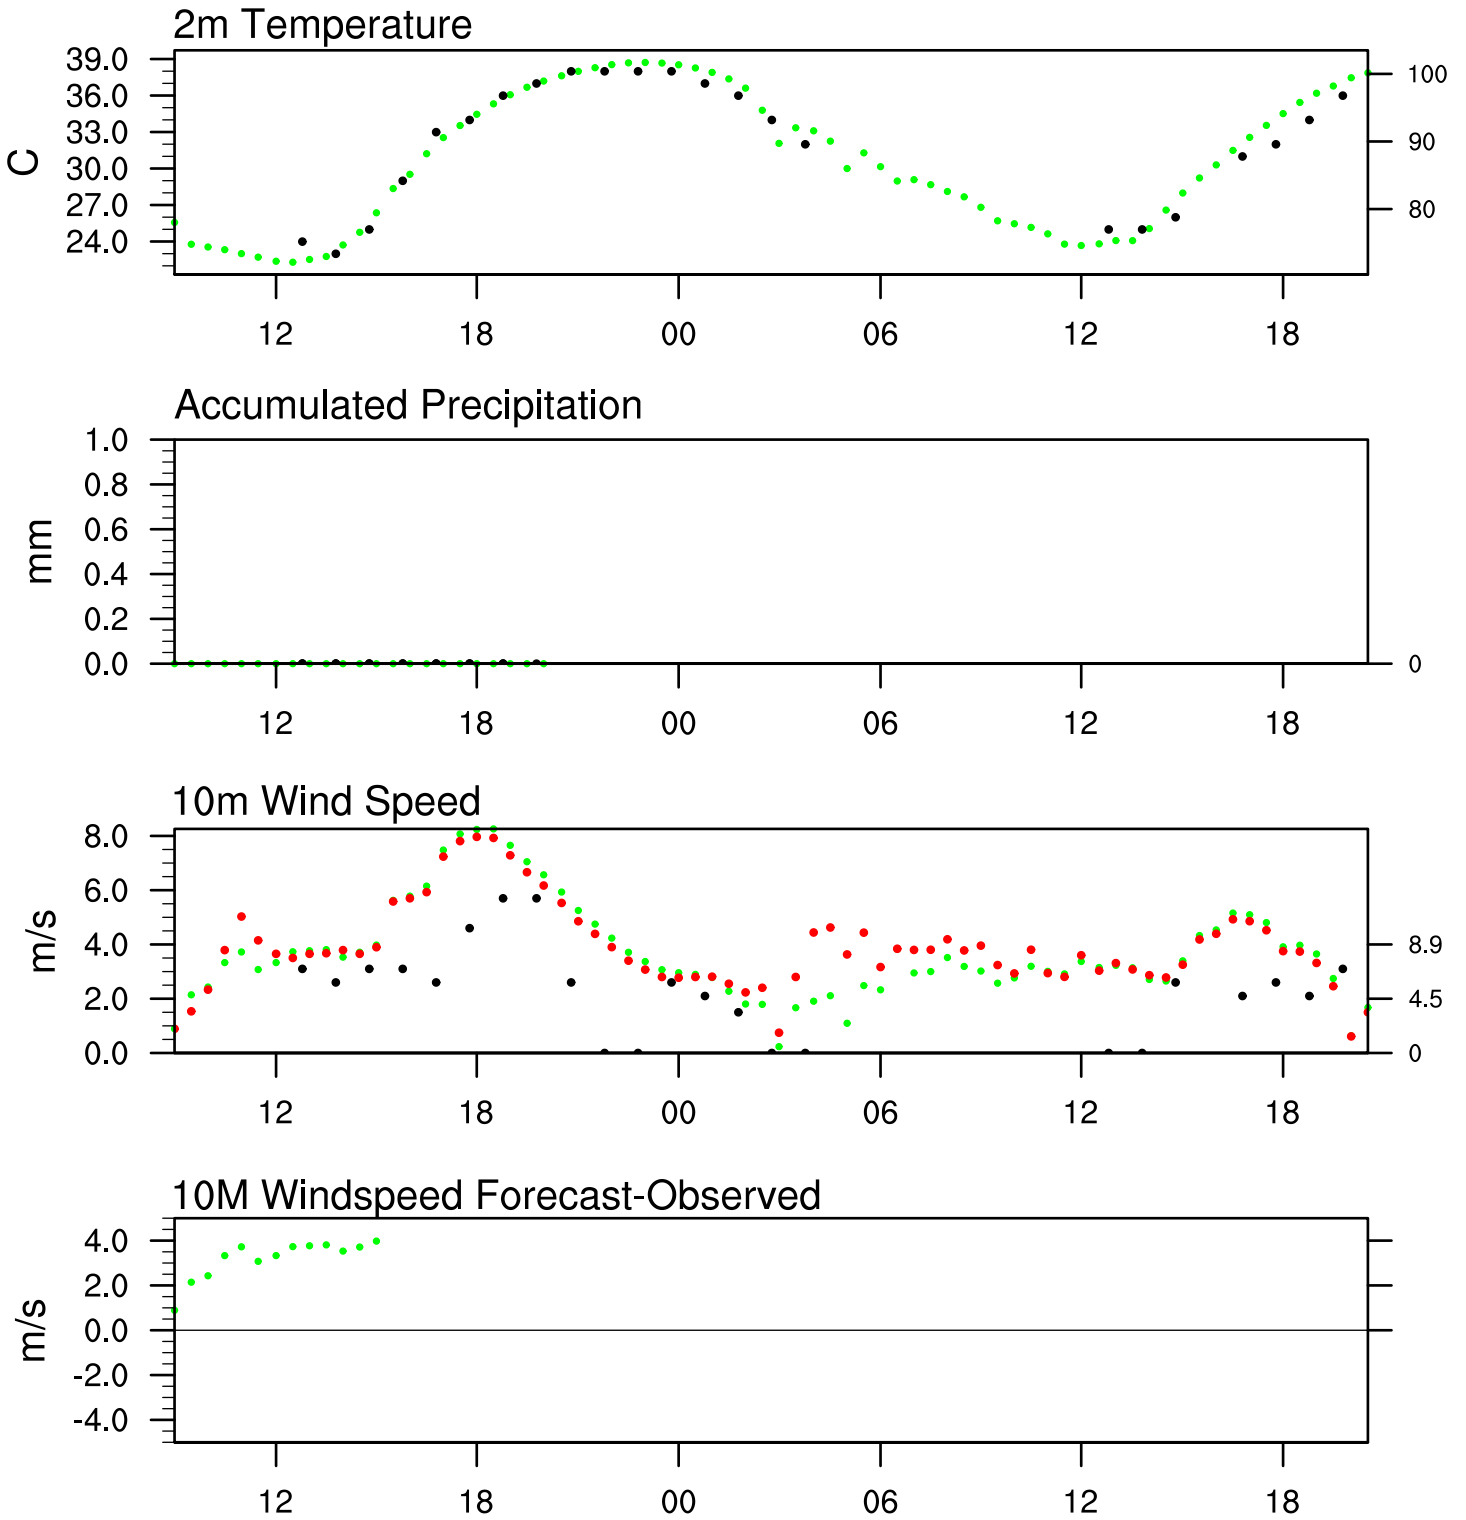 2m Temperature
39.0
36.0
33.0
30.0
27.0
24.0
C
100
90
80
12 18 00 06 12 18
Accumulated Precipitation
1.0
0.8
0.6
0.4
0.2
0.0
mm
0
12 18 00 06 12 18
10m Wind Speed
8.0
6.0
4.0
2.0
0.0
m/s
8.9
4.5
0
12 18 00 06 12 18
10M Windspeed Forecast-Observed
4.0
2.0
0.0
-2.0
-4.0
m/s
12 18 00 06 12 18